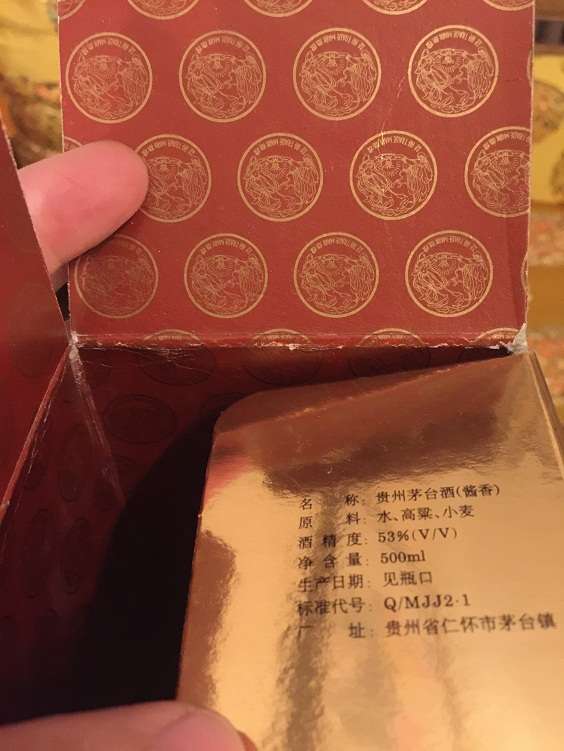 名 称: 贵州茅台酒(酱香)
原 料: 水、高粱、小麦
酒 精 度: 53%(V/V)
净 含 量: 500ml
生产日期: 见瓶口
标准代号: Q/MJJ2·1
厂 址: 贵州省仁怀市茅台镇